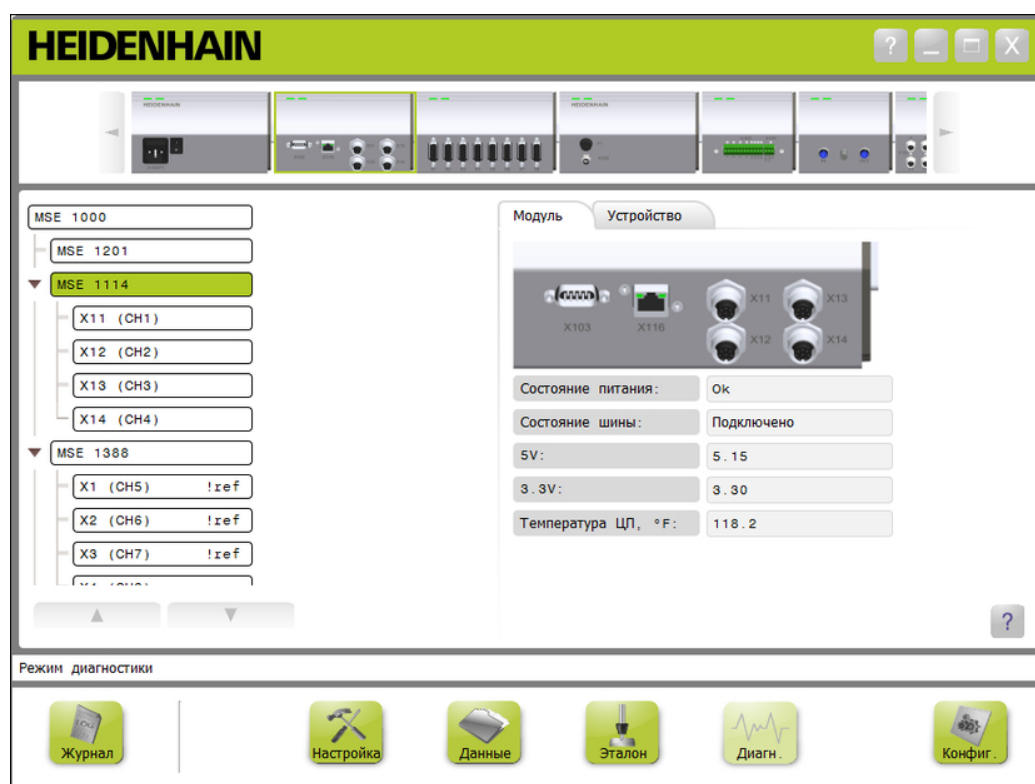 HEIDENHAIN
?
X
HEIDENHAIN
HEIDENHAIN
MSE 1000
MSE 1201
MSE 1114
X11 (CH1)
X12 (CH2)
X13 (CH3)
X14 (CH4)
MSE 1388
X1 (CH5) !ref
X2 (CH6) !ref
X3 (CH7) !ref
Модуль Устройство
X103 X116 X11 X13
X12 X14
Состояние питания: Ok
Состояние шины: Подключено
5V: 5.15
3.3V: 3.30
Температура ЦП, °F: 118.2
?
Режим диагностики
LOG
Журнал
Настройка
Данные
Эталон
Диагн.
Конфиг.